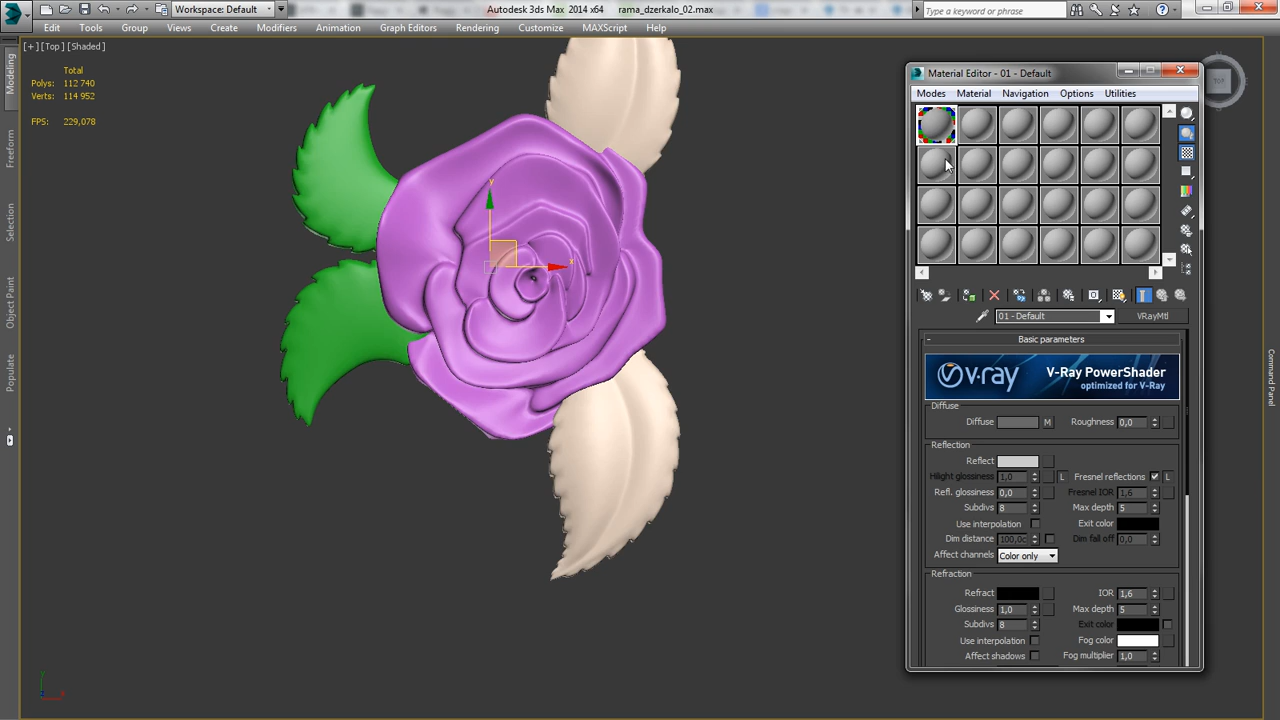 Workspace: Default
Autodesk 3ds Max 2014 x64 rama_dzerkalo_02.max
Type a keyword or phrase
Edit Tools Group Views Create Modifiers Animation Graph Editors Rendering Customize MAXScript Help
[+] [Top] [Shaded]
Total
Polys: 112 740
Verts: 114 952
FPS: 229,078
Modeling
Freeform
Selection
Object Paint
Populate
y
x
TOP
Command Panel
Material Editor - 01 - Default
Modes Material Navigation Options Utilities
01 - Default VRayMtl
Basic parameters
v·ray V-Ray PowerShader
optimized for V-Ray
Diffuse
Diffuse M Roughness 0,0
Reflection
Reflect
Hilight glossiness 1,0 L Fresnel reflections L
Refl. glossiness 0,0 Fresnel IOR 1,6
Subdivs 8 Max depth 5
Use interpolation Exit color
Dim distance Dim fall off 0,0
Affect channels Color only
Refraction
Refract IOR 1,6
Glossiness 1,0 Max depth 5
Subdivs 8 Exit color
Use interpolation Fog color
Affect shadows Fog multiplier 1,0